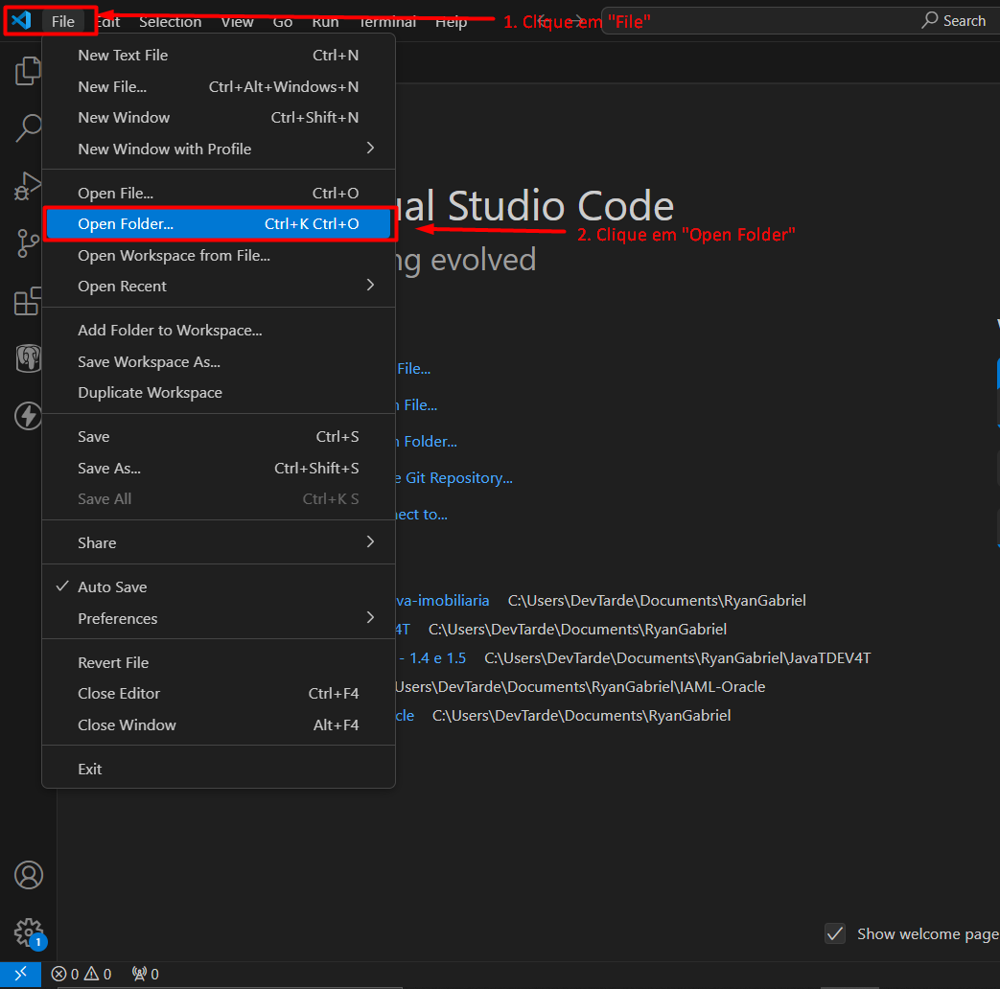 File Edit Selection View Go Run Terminal Help 1. Clique em "File" Search
New Text File Ctrl+N
New File... Ctrl+Alt+Windows+N
New Window Ctrl+Shift+N
New Window with Profile
Open File... Ctrl+O
ual Studio Code
Open Folder... Ctrl+K Ctrl+O
2. Clique em "Open Folder"
Open Workspace from File...
ng evolved
Open Recent
Add Folder to Workspace...
Save Workspace As...
File...
Duplicate Workspace
n File...
Save Ctrl+S
n Folder...
Save As... Ctrl+Shift+S
e Git Repository...
Save All Ctrl+K S
nect to...
Share
Auto Save
va-imobiliaria C:\Users\DevTarde\Documents\RyanGabriel
Preferences
4T C:\Users\DevTarde\Documents\RyanGabriel
Revert File
- 1.4 e 1.5 C:\Users\DevTarde\Documents\RyanGabriel\JavaTDEV4T
Close Editor Ctrl+F4
Users\DevTarde\Documents\RyanGabriel\IAML-Oracle
Close Window Alt+F4
cle C:\Users\DevTarde\Documents\RyanGabriel
Exit
Show welcome page
1
0 0 0